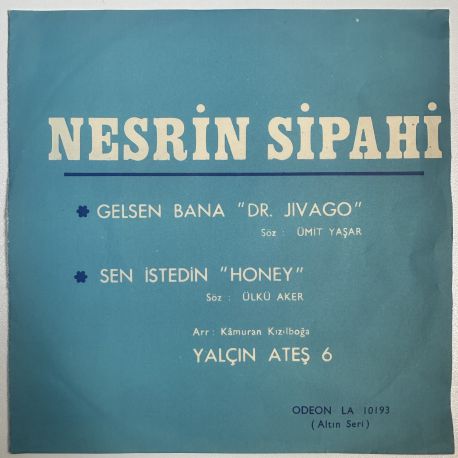 NESRİN SİPAHİ
* GELSEN BANA "DR. JIVAGO"
Söz : ÜMİT YAŞAR
* SEN İSTEDİN "HONEY"
Söz : ÜLKÜ AKER
Arr : Kâmuran Kızılboğa
YALÇIN ATEŞ 6
ODEON LA 10193
(Altın Seri)